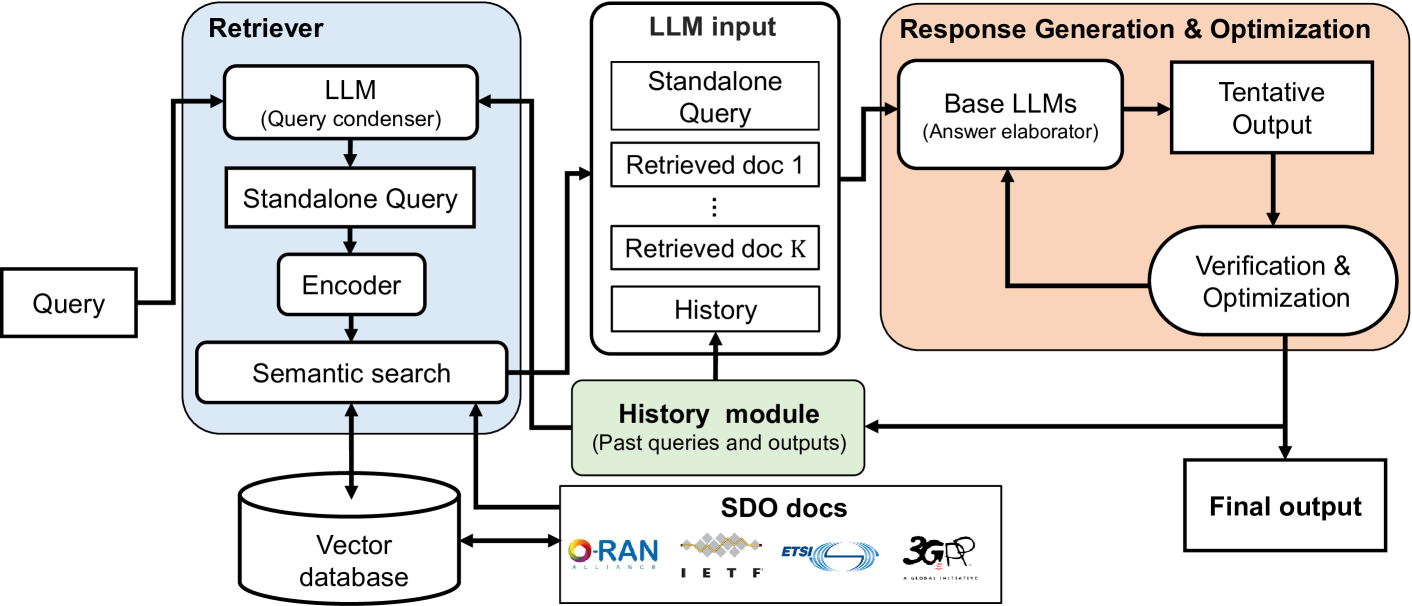 Retriever
LLM
(Query condenser)
Standalone Query
Encoder
Semantic search
Query
Vector
database
LLM input
Standalone
Query
Retrieved doc 1
⋮
Retrieved doc K
History
History module
(Past queries and outputs)
SDO docs
O-RAN
ALLIANCE
IETF
ETSI
3GPP
A GLOBAL INITIATIVE
Response Generation & Optimization
Base LLMs
(Answer elaborator)
Tentative
Output
Verification &
Optimization
Final output